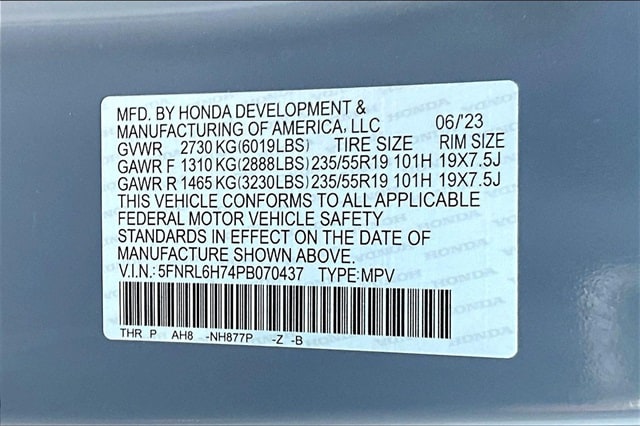 MFD. BY HONDA DEVELOPMENT &
MANUFACTURING OF AMERICA, LLC 06/'23
GVWR 2730 KG(6019LBS) TIRE SIZE RIM SIZE
GAWR F 1310 KG(2888LBS) 235/55R19 101H 19X7.5J
GAWR R 1465 KG(3230LBS) 235/55R19 101H 19X7.5J
THIS VEHICLE CONFORMS TO ALL APPLICABLE
FEDERAL MOTOR VEHICLE SAFETY
STANDARDS IN EFFECT ON THE DATE OF
MANUFACTURE SHOWN ABOVE.
V.I.N.: 5FNRL6H74PB070437 TYPE:MPV
THR P AH8 -NH877P -Z -B